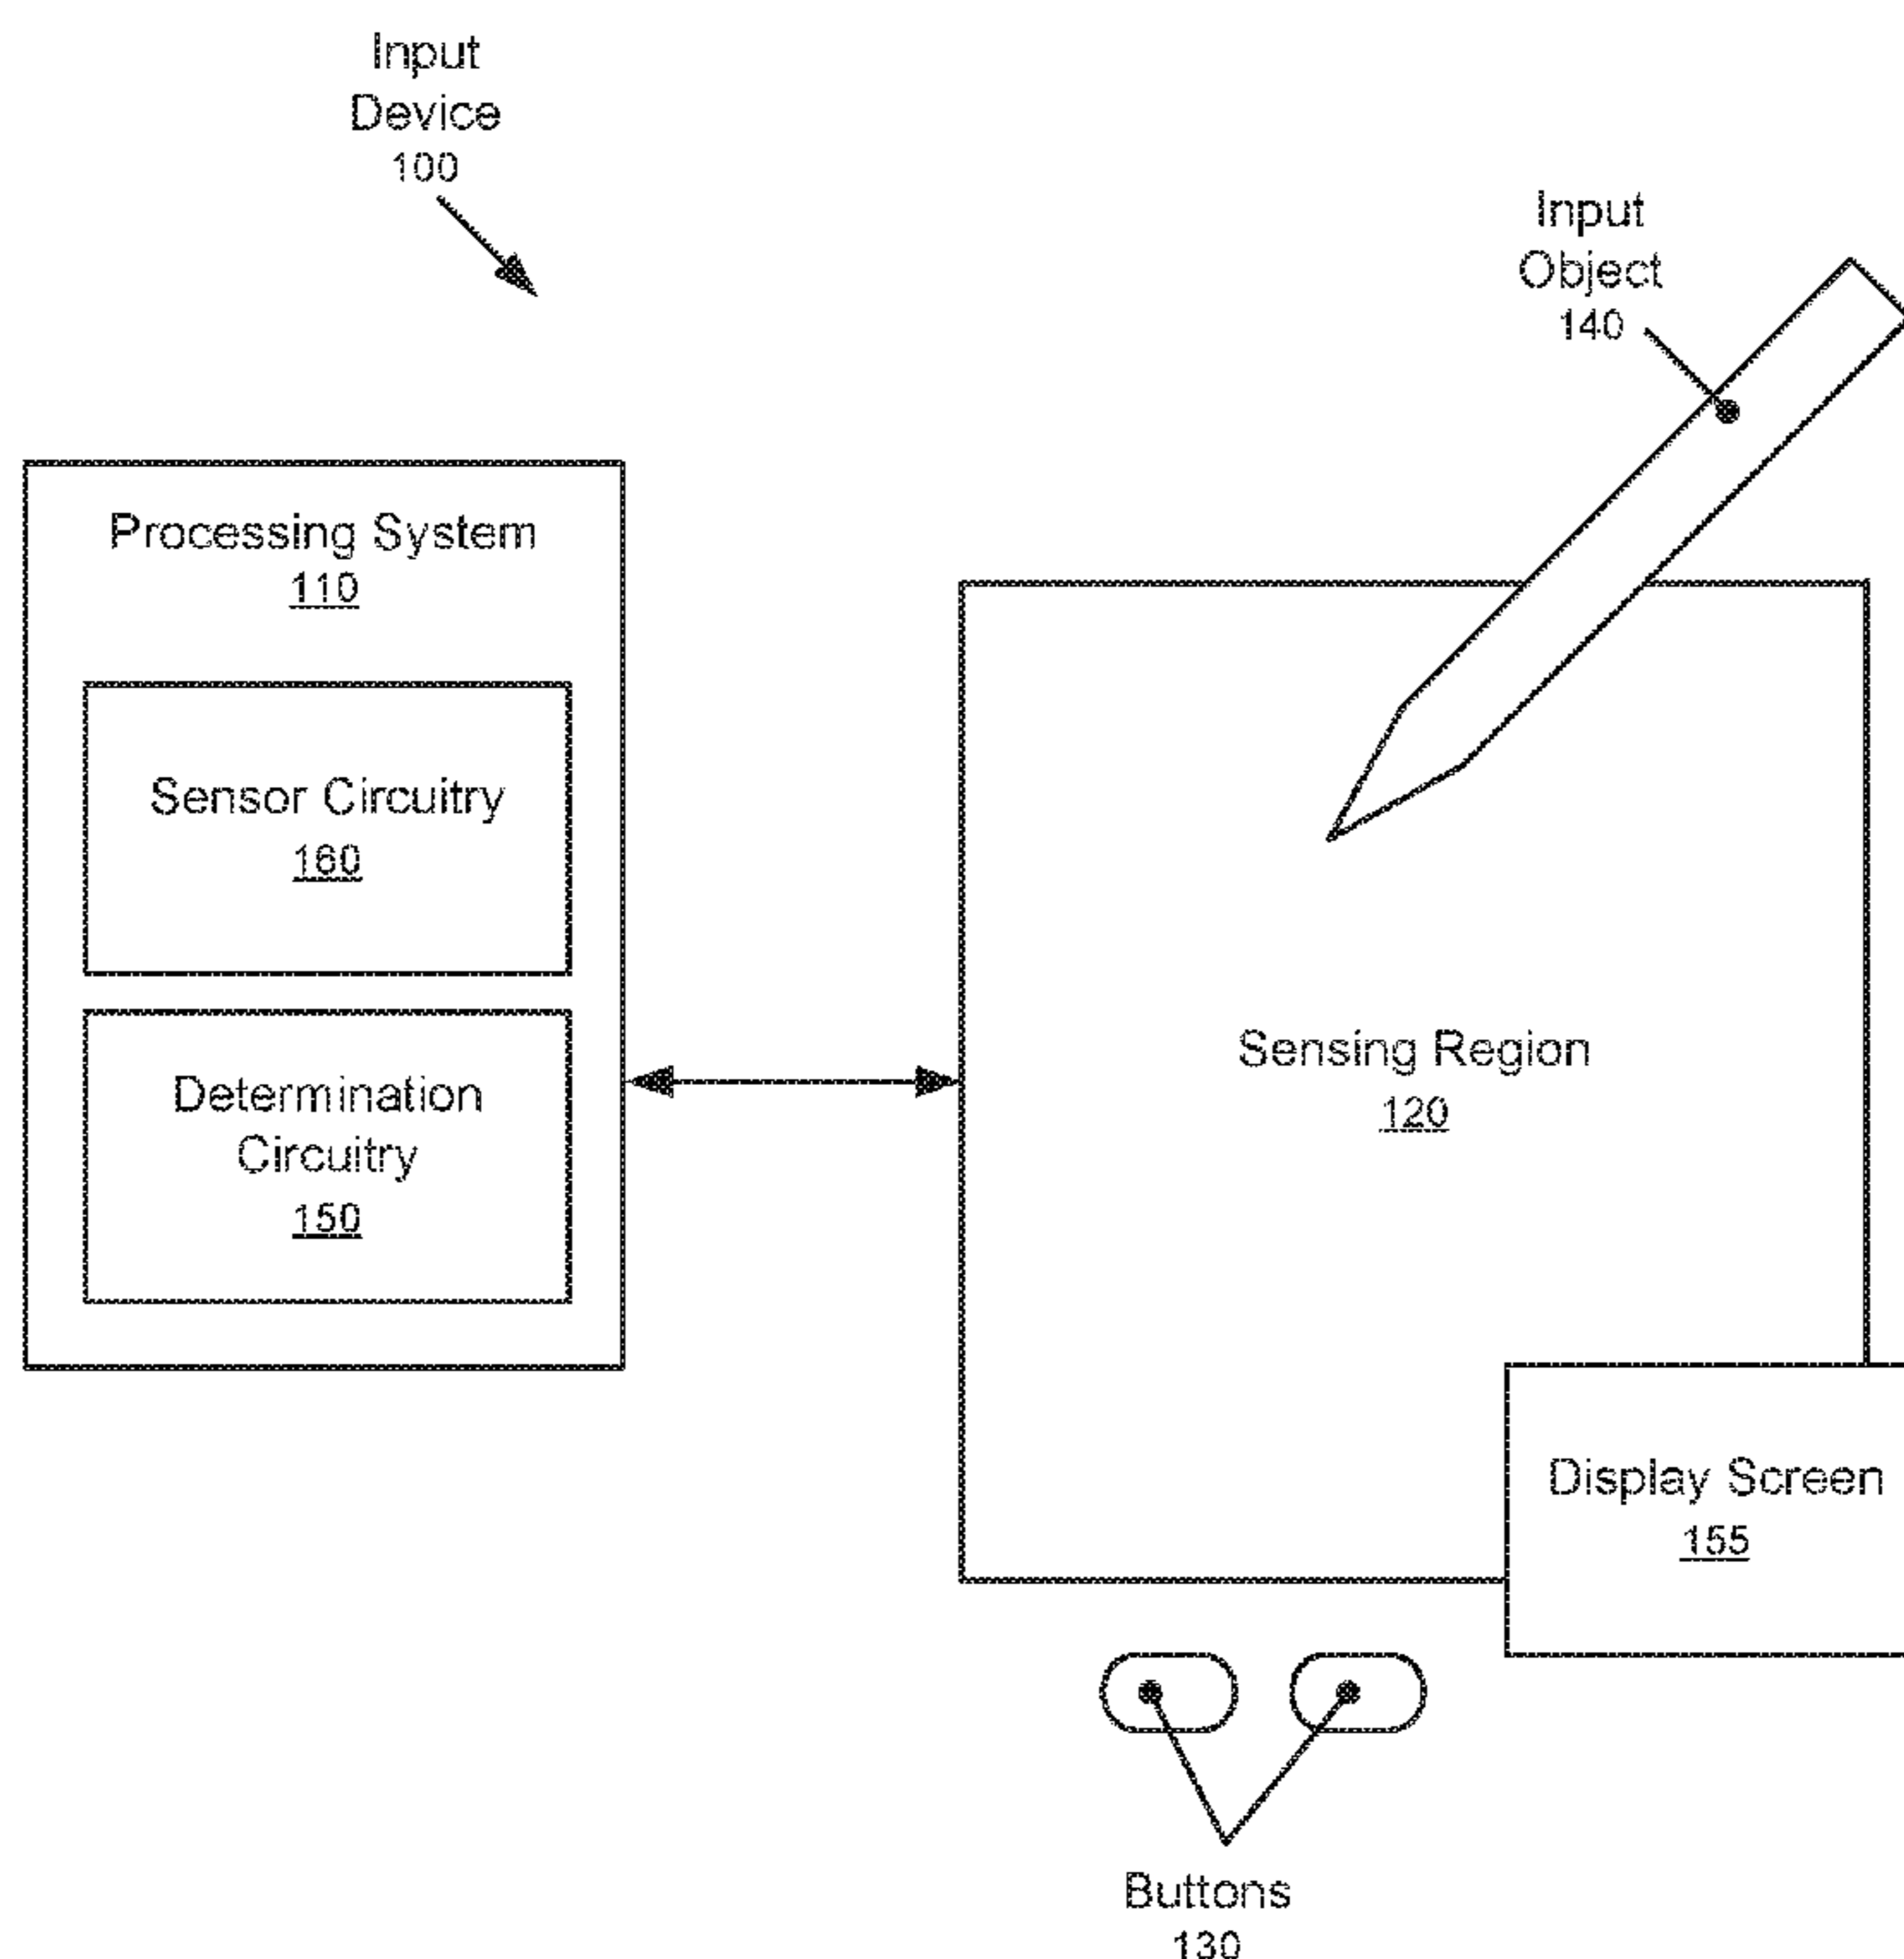 Input
Device
100
Input
Object
140
Processing System
110
Sensor Circuitry
160
Determination
Circuitry
150
Sensing Region
120
Display Screen
155
Buttons
130